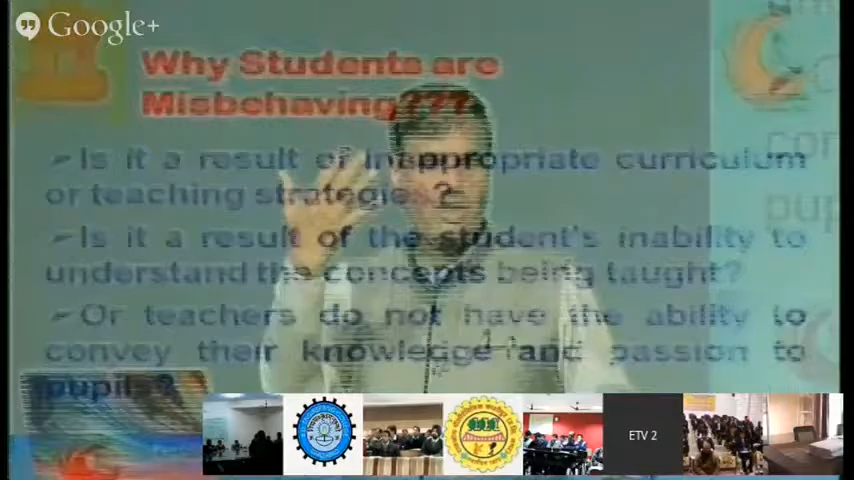 Google+
Why Students are
Misbehaving???
➢Is it a result of Inappropriate curriculum
or teaching strategies?
➢Is it a result of the student's inability to
understand the concepts being taught?
➢Or teachers do not have the ability to
convey their knowledge and passion to
pupils?
ETV 2